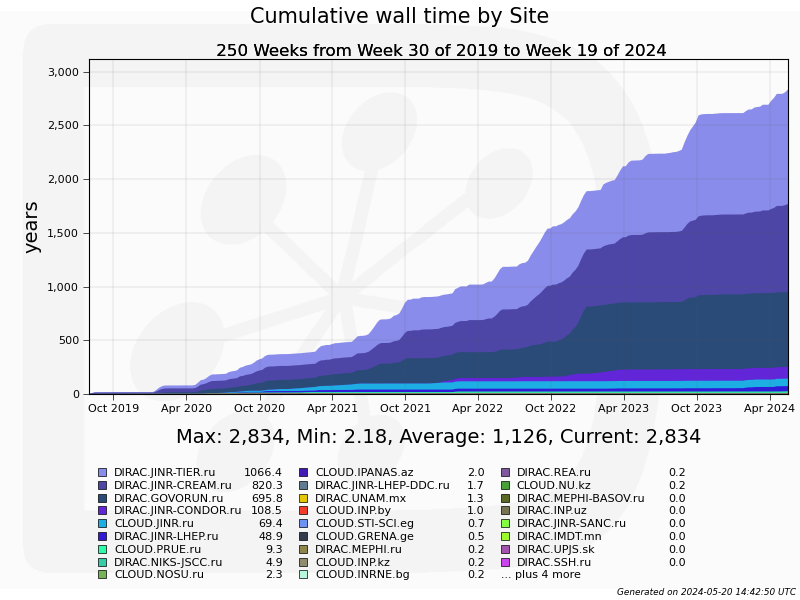 Cumulative wall time by Site
250 Weeks from Week 30 of 2019 to Week 19 of 2024
years
3,000
2,500
2,000
1,500
1,000
500
0
Oct 2019 Apr 2020 Oct 2020 Apr 2021 Oct 2021 Apr 2022 Oct 2022 Apr 2023 Oct 2023 Apr 2024
Max: 2,834, Min: 2.18, Average: 1,126, Current: 2,834
DIRAC.JINR-TIER.ru 1066.4 CLOUD.IPANAS.az 2.0 DIRAC.REA.ru 0.2
DIRAC.JINR-CREAM.ru 820.3 DIRAC.JINR-LHEP-DDC.ru 1.7 CLOUD.NU.kz 0.2
DIRAC.GOVORUN.ru 695.8 DIRAC.UNAM.mx 1.3 DIRAC.MEPHI-BASOV.ru 0.0
DIRAC.JINR-CONDOR.ru 108.5 CLOUD.INP.by 1.0 DIRAC.INP.uz 0.0
CLOUD.JINR.ru 69.4 CLOUD.STI-SCI.eg 0.7 DIRAC.JINR-SANC.ru 0.0
DIRAC.JINR-LHEP.ru 48.9 CLOUD.GRENA.ge 0.5 DIRAC.IMDT.mn 0.0
CLOUD.PRUE.ru 9.3 DIRAC.MEPHI.ru 0.2 DIRAC.UPJS.sk 0.0
DIRAC.NIKS-JSCC.ru 4.9 CLOUD.INP.kz 0.2 DIRAC.SSH.ru 0.0
CLOUD.NOSU.ru 2.3 CLOUD.INRNE.bg 0.2 ... plus 4 more
Generated on 2024-05-20 14:42:50 UTC